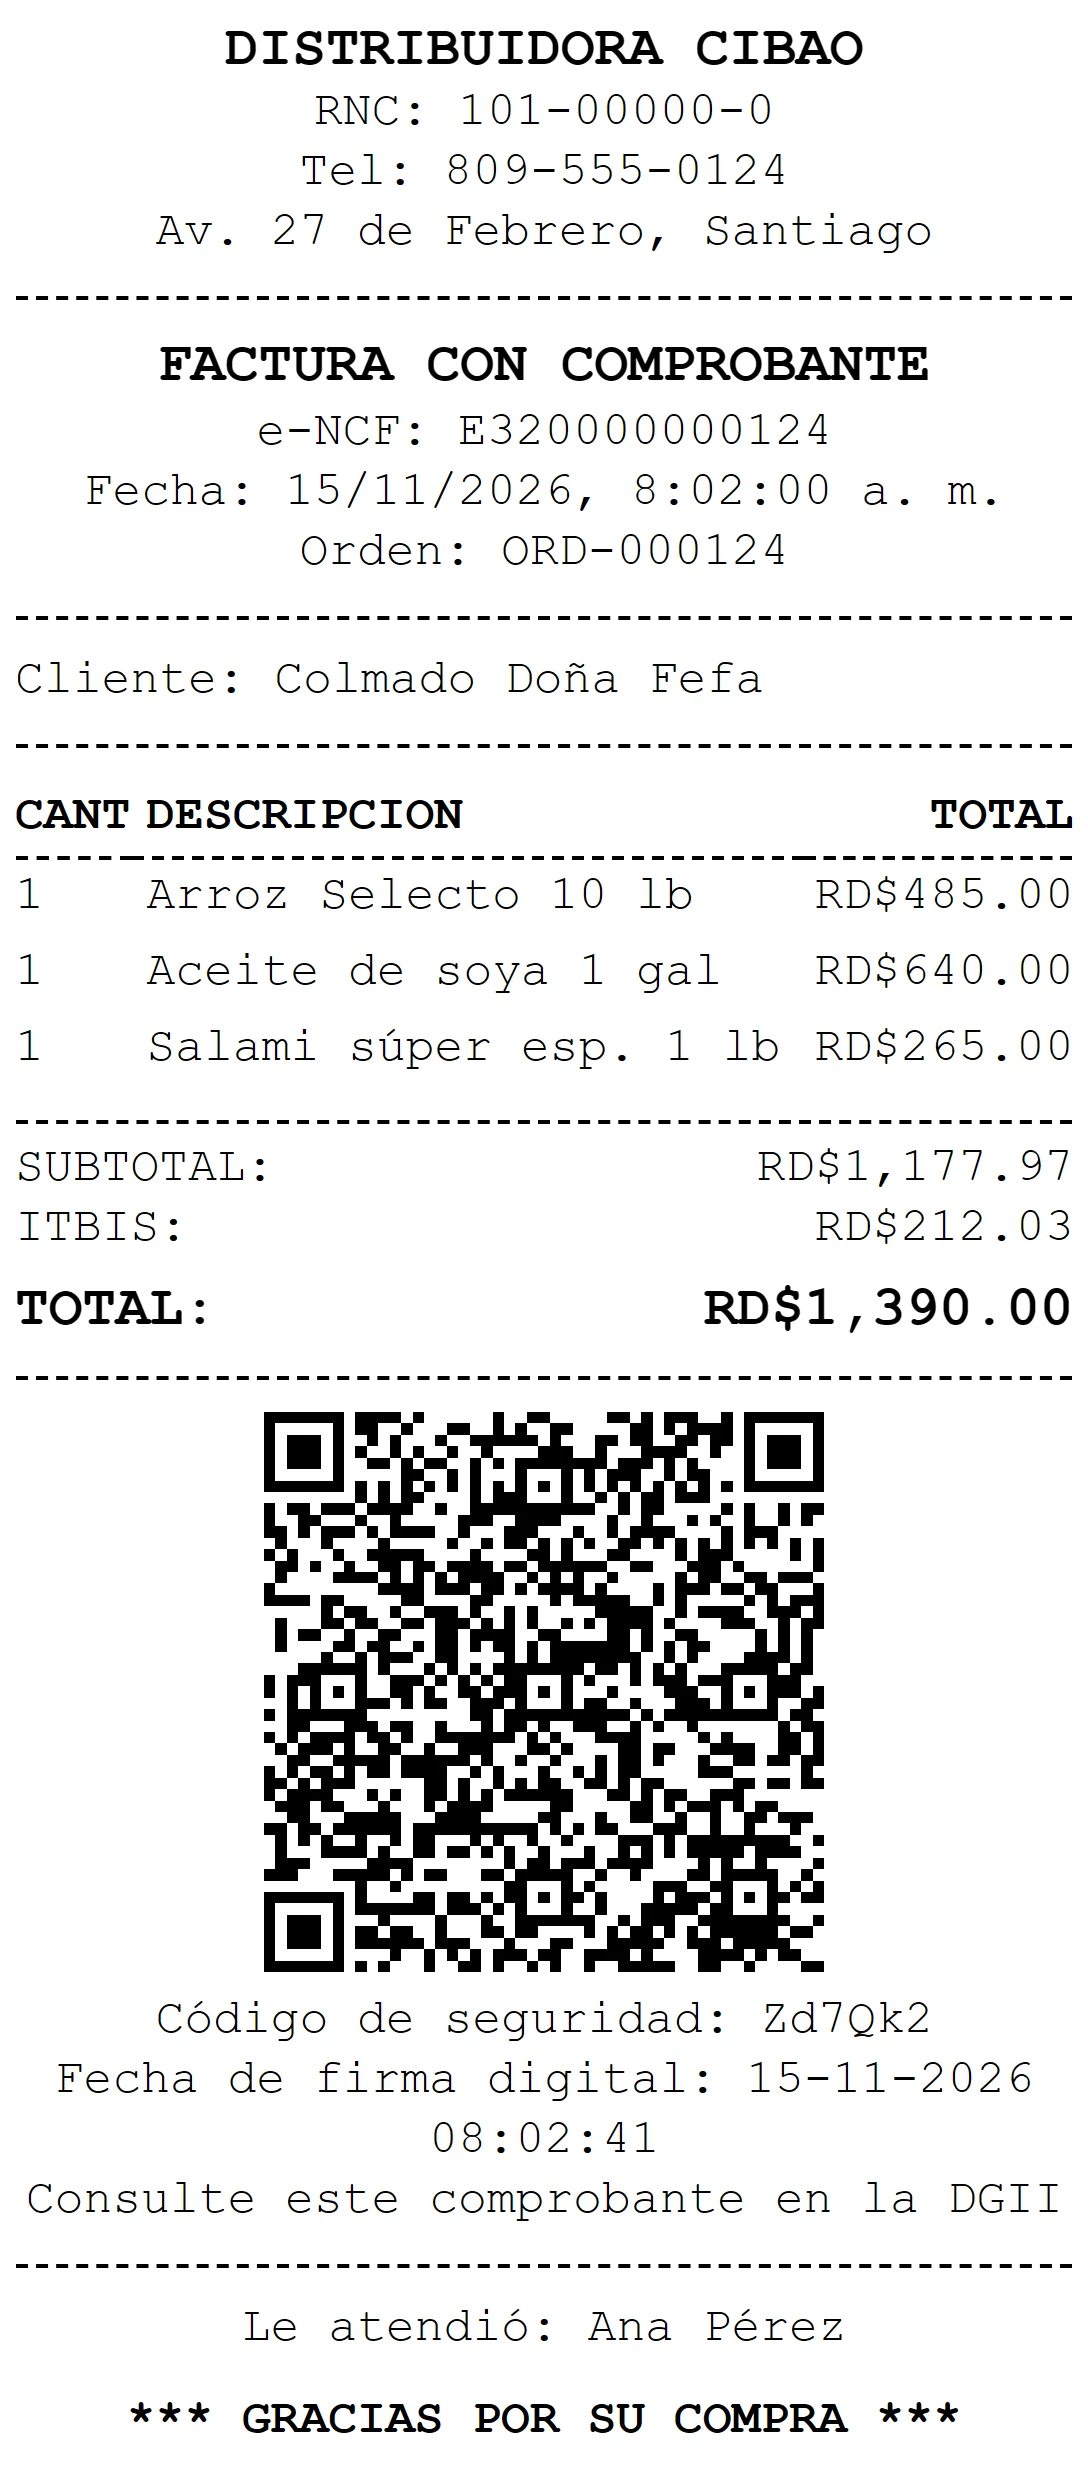 DISTRIBUIDORA CIBAO
RNC: 101-00000-0
Tel: 809-555-0124
Av. 27 de Febrero, Santiago
FACTURA CON COMPROBANTE
e-NCF: E320000000124
Fecha: 15/11/2026, 8:02:00 a. m.
Orden: ORD-000124
Cliente: Colmado Doña Fefa
CANT DESCRIPCION TOTAL
1 Arroz Selecto 10 lb RD$485.00
1 Aceite de soya 1 gal RD$640.00
1 Salami súper esp. 1 lb RD$265.00
SUBTOTAL: RD$1,177.97
ITBIS: RD$212.03
TOTAL: RD$1,390.00
Código de seguridad: Zd7Qk2
Fecha de firma digital: 15-11-2026
08:02:41
Consulte este comprobante en la DGII
Le atendió: Ana Pérez
*** GRACIAS POR SU COMPRA ***